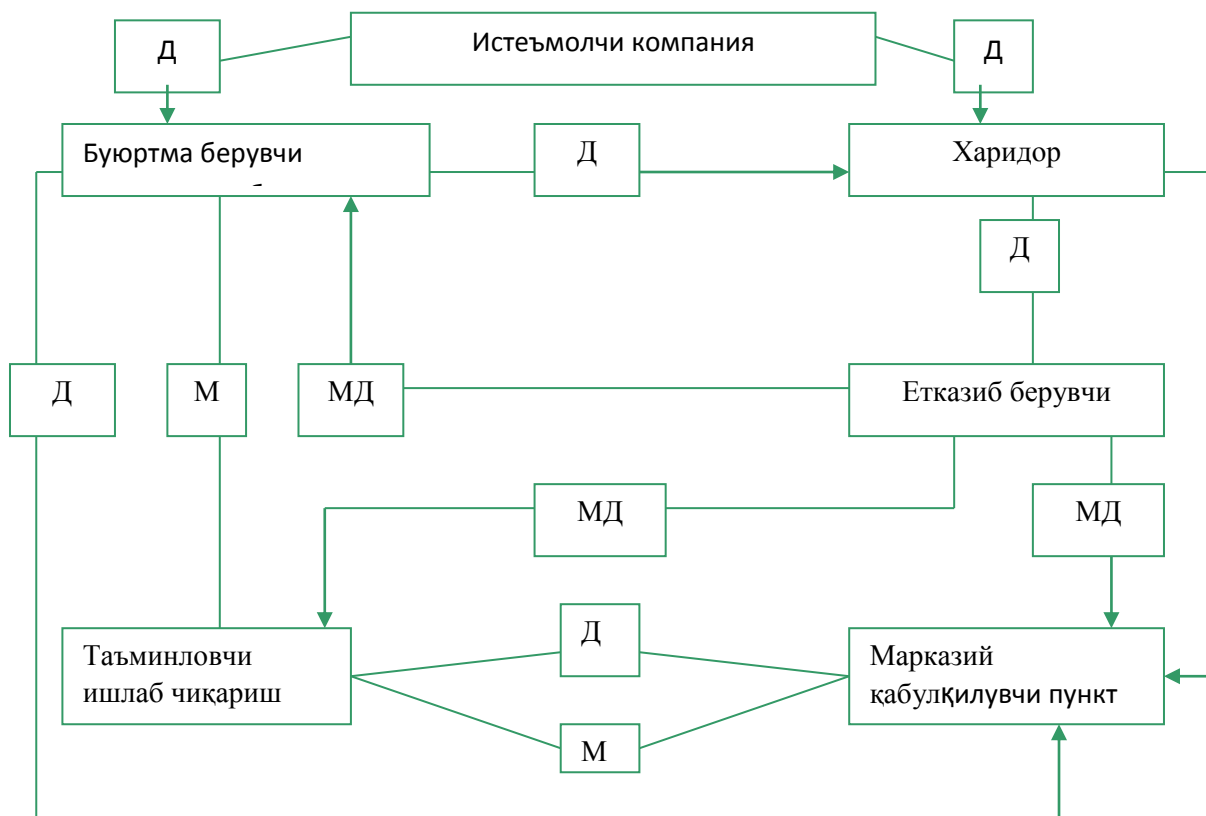 Д
Истеъмолчи компания
Д
Буюртма берувчи
Д
Харидор
Д
Д
М
МД
Етказиб берувчи
МД
МД
Д
Таъминловчи
ишлаб чиқариш
Марказий
қабулқилувчи пункт
М